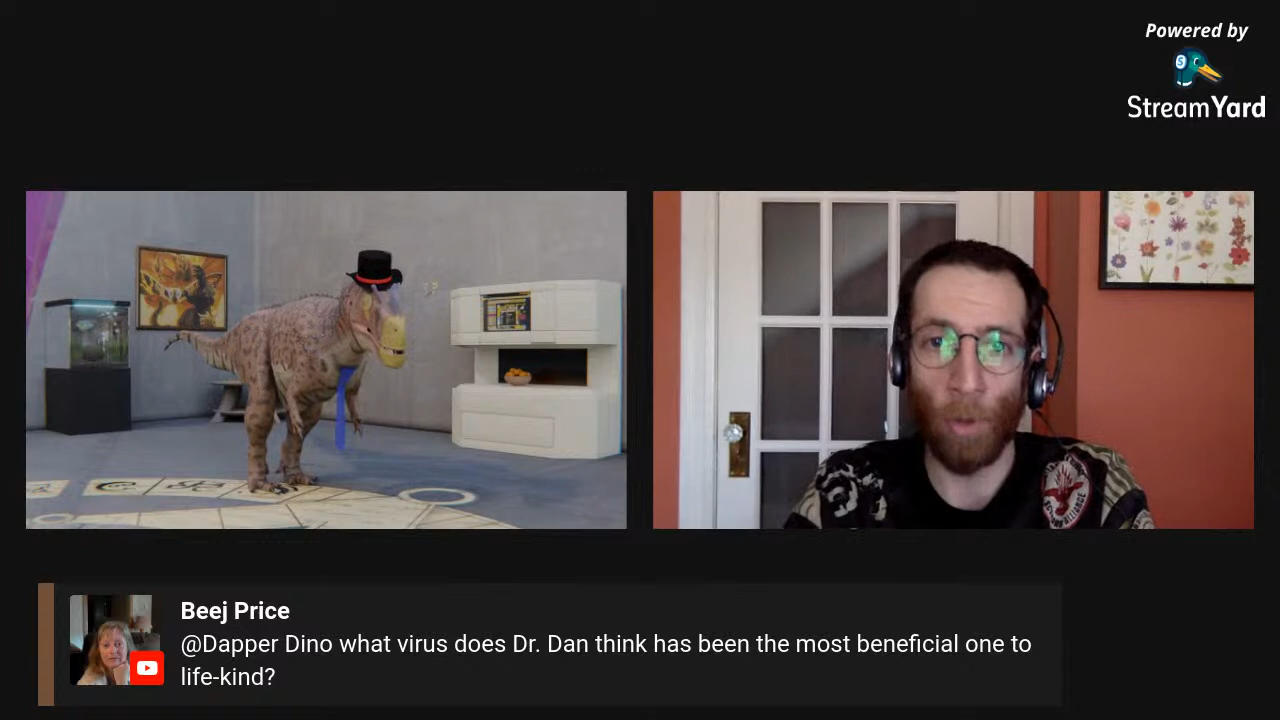 Powered by
StreamYard
Beej Price
@Dapper Dino what virus does Dr. Dan think has been the most beneficial one to
life-kind?